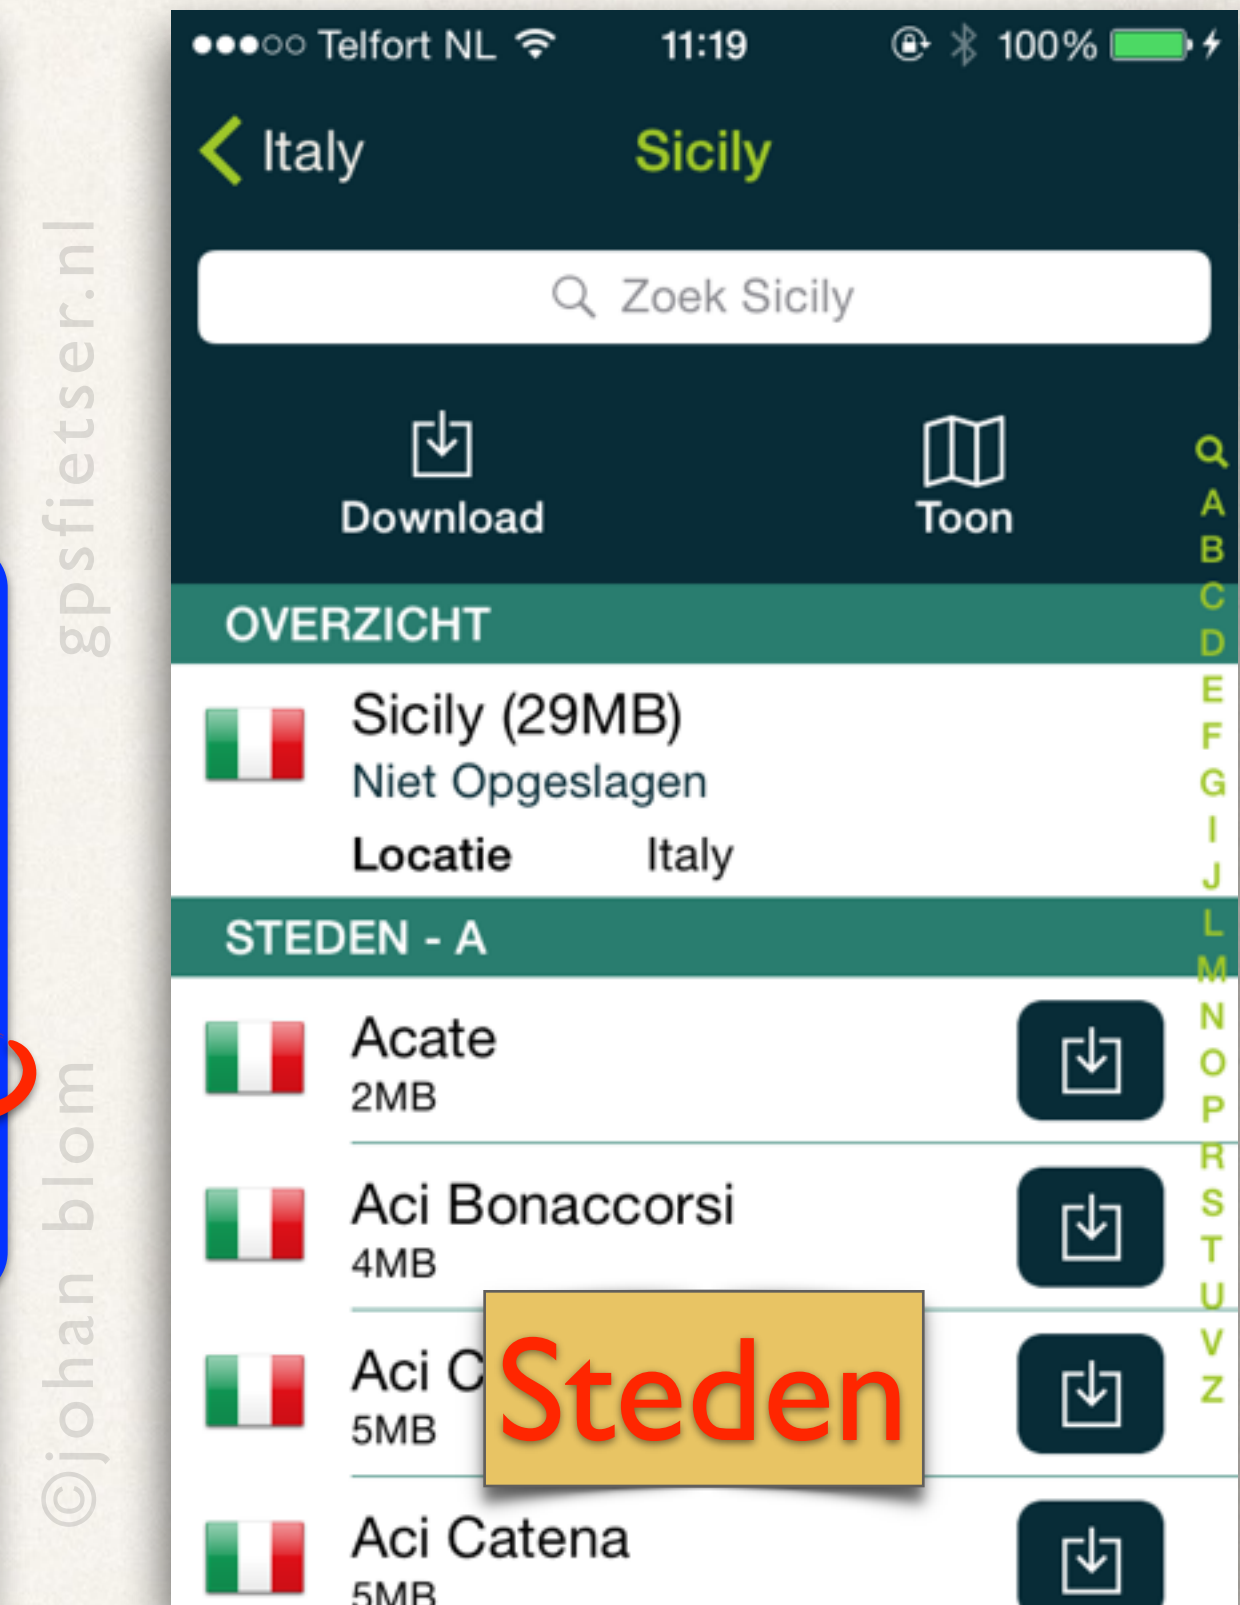 Telfort NL 11:19 100%
Italy Sicily
Zoek Sicily
Download Toon
OVERZICHT
Sicily (29MB)
Niet Opgeslagen
Locatie Italy
STEDEN - A
Acate
2MB
Aci Bonaccorsi
4MB
Aci C
5MB
Steden
Aci Catena
5MB
A
B
C
D
E
F
G
I
J
L
M
N
O
P
R
S
T
U
V
Z
©johan blom gpsfietser.nl